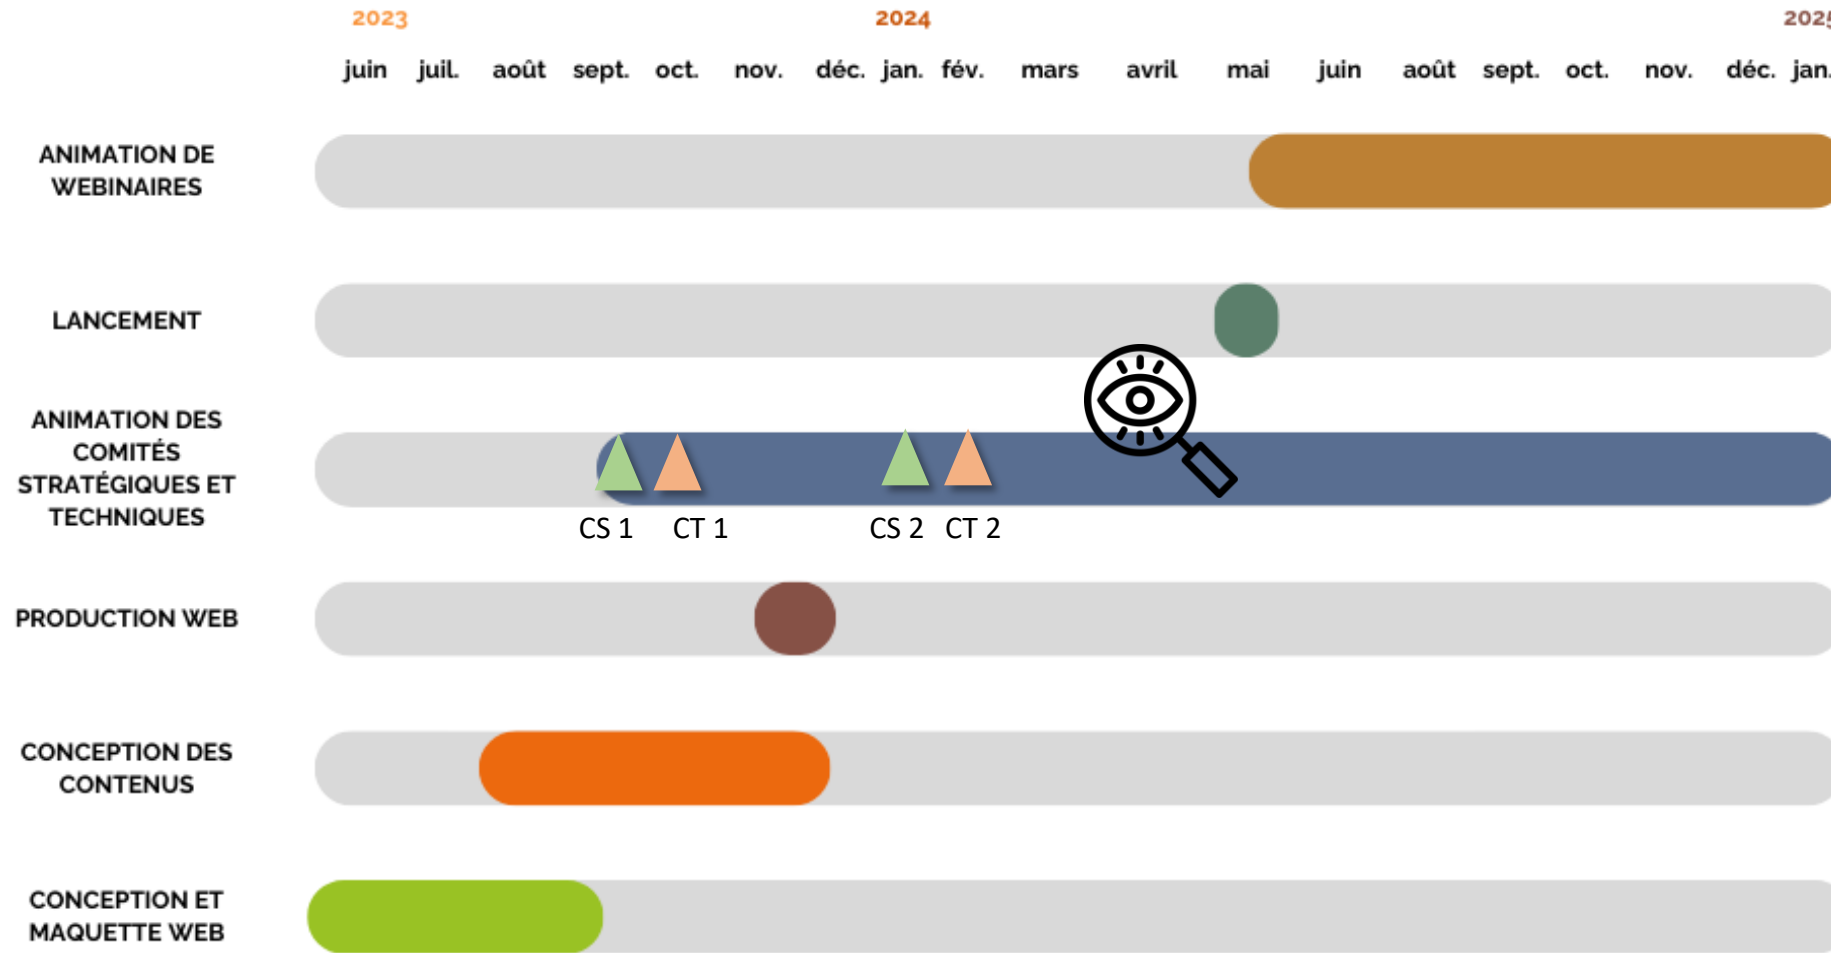 2023 2024 2025
juin juil. août sept. oct. nov. déc. jan. fév. mars avril mai juin août sept. oct. nov. déc. jan.
ANIMATION DE
WEBINAIRES
LANCEMENT
ANIMATION DES
COMITÉS
STRATÉGIQUES ET
TECHNIQUES
CS 1 CT 1 CS 2 CT 2
PRODUCTION WEB
CONCEPTION DES
CONTENUS
CONCEPTION ET
MAQUETTE WEB